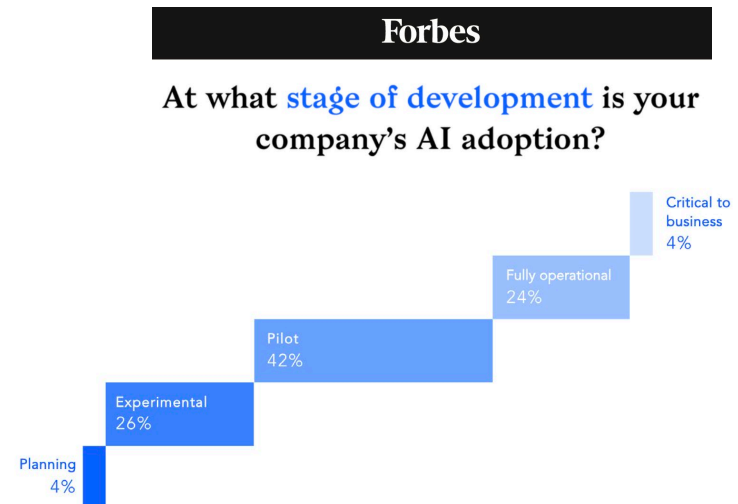 Forbes
At what stage of development is your
company's AI adoption?
Critical to
business
4%
Fully operational
24%
Pilot
42%
Experimental
26%
Planning
4%